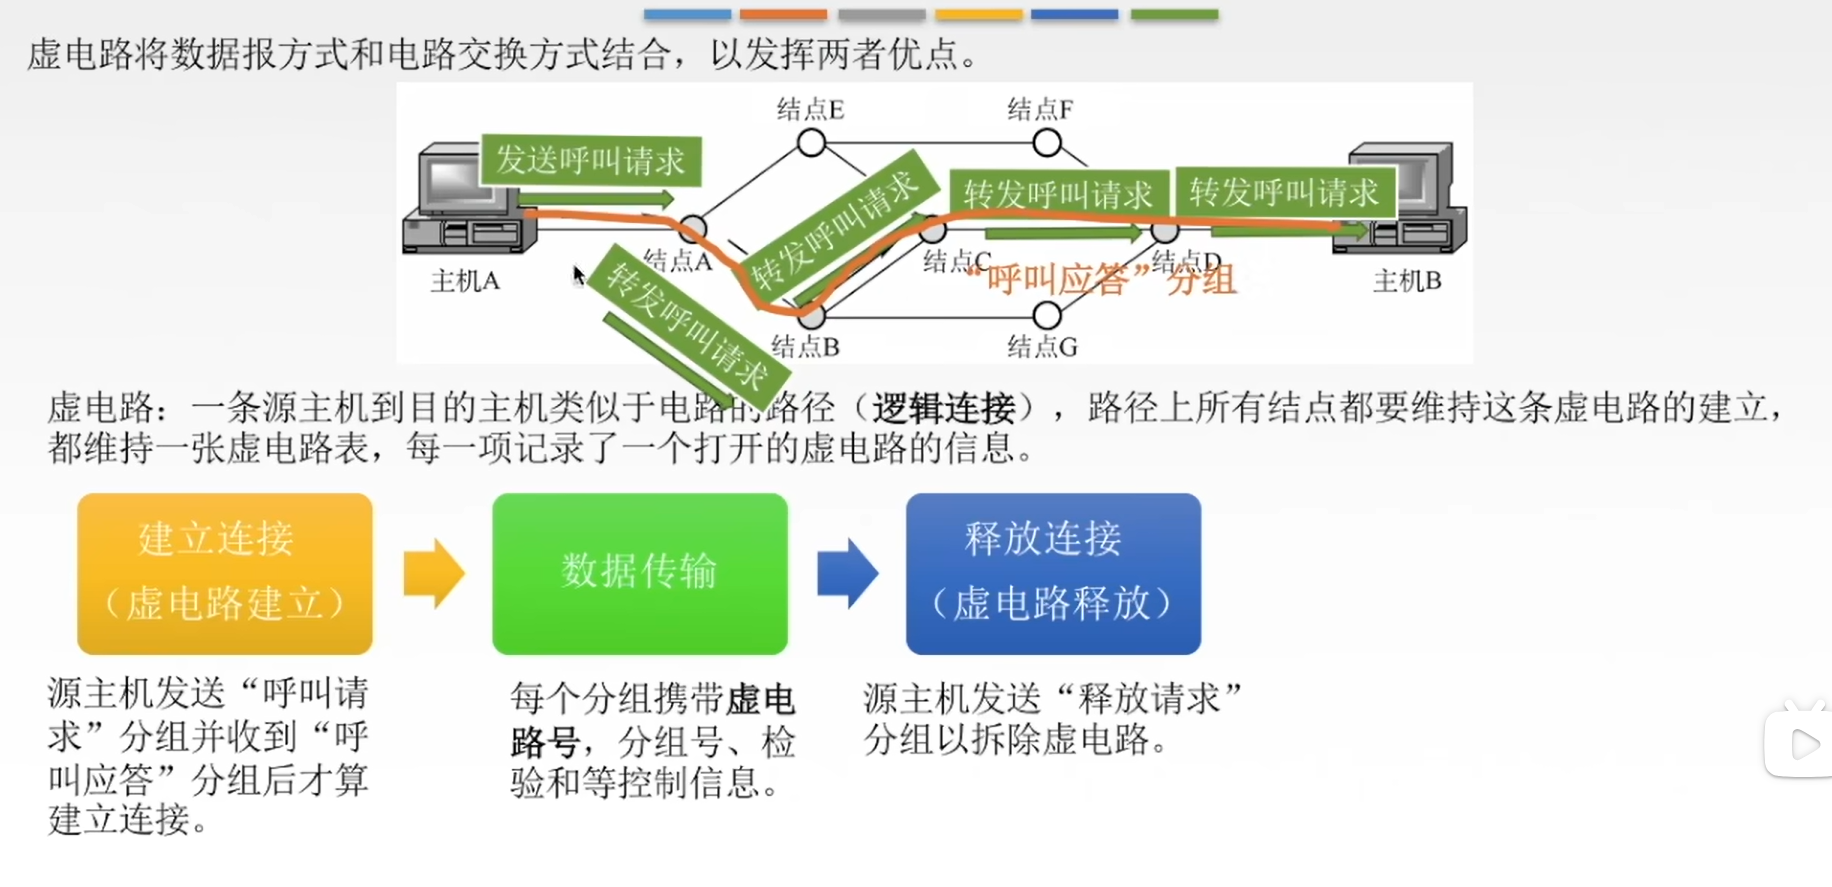 虚电路将数据报方式和电路交换方式结合，以发挥两者优点。
结点E
结点F
发送呼叫请求
转发呼叫请求
转发呼叫请求
转发呼叫请求
转发呼叫请求
结点A
结点C
结点D
“呼叫应答”分组
主机A
主机B
结点B
结点G
虚电路：一条源主机到目的主机类似于电路的路径（逻辑连接），路径上所有结点都要维持这条虚电路的建立，
都维持一张虚电路表，每一项记录了一个打开的虚电路的信息。
建立连接
（虚电路建立）
数据传输
释放连接
（虚电路释放）
源主机发送“呼叫请
求”分组并收到“呼
叫应答”分组后才算
建立连接。
每个分组携带虚电
路号，分组号、检
验和等控制信息。
源主机发送“释放请求”
分组以拆除虚电路。